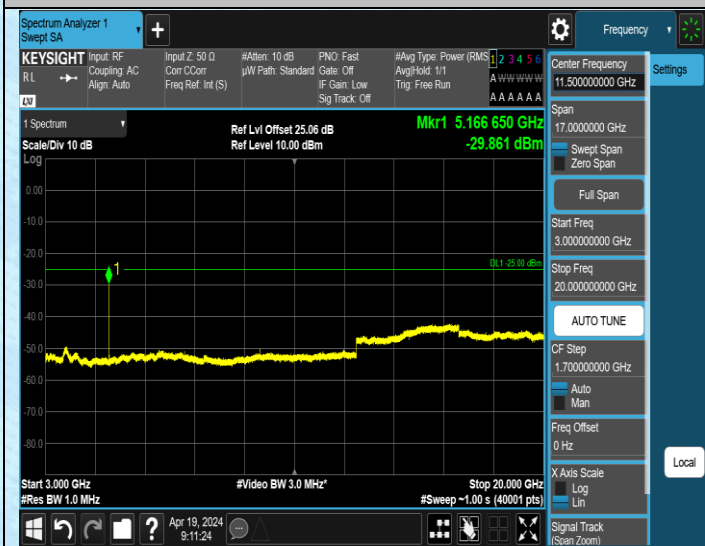 Spectrum Analyzer 1
Swept SA
+
Frequency
KEYSIGHT
RL
LXI
Input: RF
Coupling: AC
Align: Auto
Input Z: 50 Ω
Corr CCorr
Freq Ref: Int (S)
#Atten: 10 dB
µW Path: Standard
PNO: Fast
Gate: Off
IF Gain: Low
Sig Track: Off
#Avg Type: Power (RMS
Avg|Hold: 1/1
Trig: Free Run
1 2 3 4 5 6
A W W W W W
A A A A A A
1 Spectrum
Scale/Div 10 dB
Log
Ref Lvl Offset 25.06 dB
Ref Level 10.00 dBm
Mkr1 5.166 650 GHz
-29.861 dBm
0.00
-10.0
-20.0
-30.0
-40.0
-50.0
-60.0
-70.0
-80.0
1
DL1 -25.00 dBm
Start 3.000 GHz
#Res BW 1.0 MHz
#Video BW 3.0 MHz*
Stop 20.000 GHz
#Sweep ~1.00 s (40001 pts)
Center Frequency
11.500000000 GHz
Span
17.0000000 GHz
Swept Span
Zero Span
Full Span
Start Freq
3.000000000 GHz
Stop Freq
20.000000000 GHz
AUTO TUNE
CF Step
1.700000000 GHz
Auto
Man
Freq Offset
0 Hz
X Axis Scale
Log
Lin
Signal Track
(Span Zoom)
Settings
Local
?
Apr 19, 2024
9:11:24